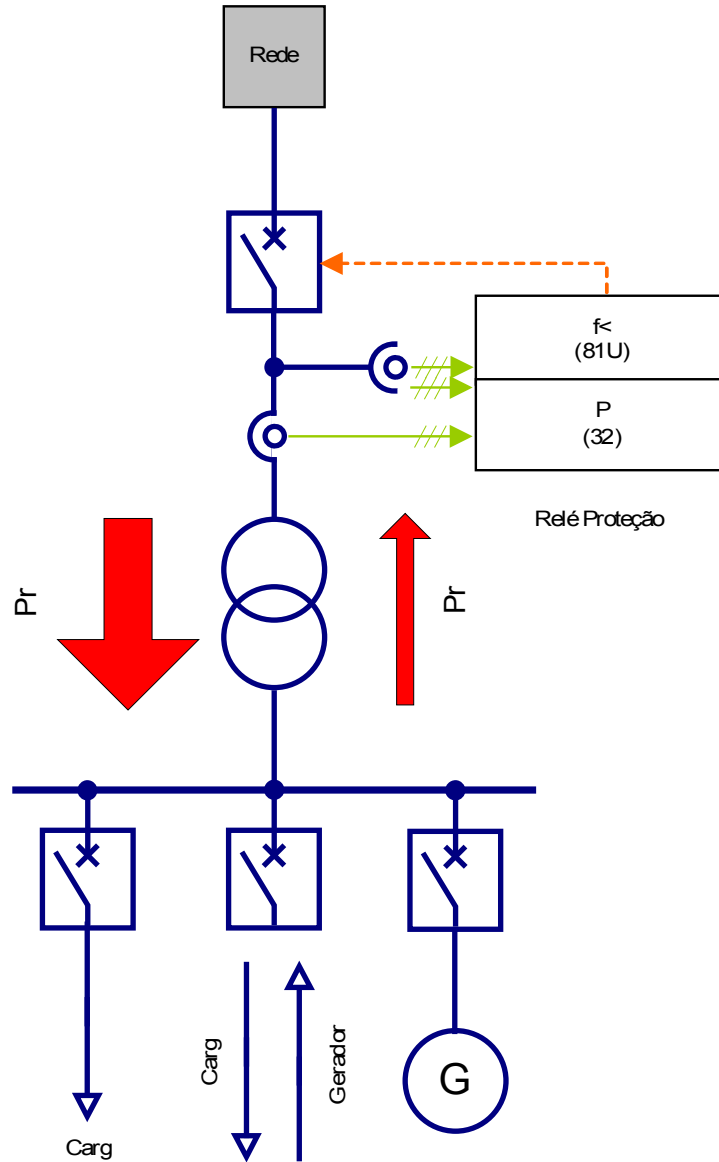 Rede
f<
(81U)
P
(32)
Relé Proteção
Pr
Pr
Carg
Gerador
G
Carg